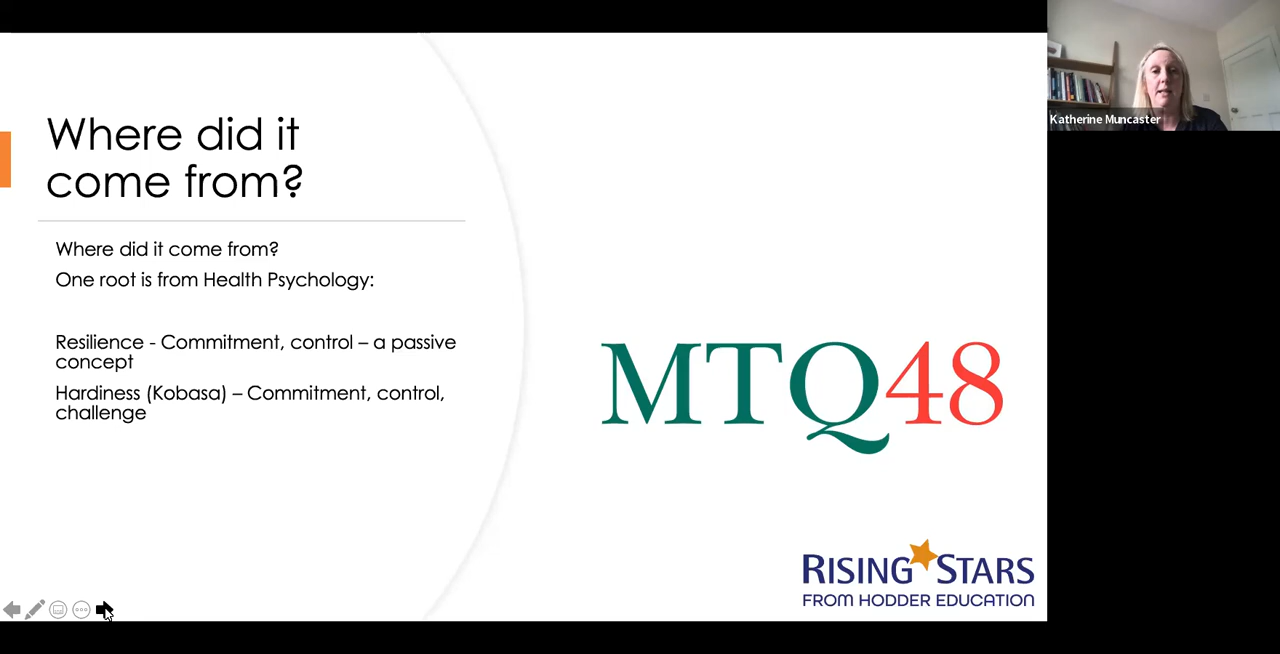 Where did it
come from?
Where did it come from?
One root is from Health Psychology:
Resilience - Commitment, control – a passive
concept
Hardiness (Kobasa) – Commitment, control,
challenge
MTQ48
RISING STARS
FROM HODDER EDUCATION
Katherine Muncaster